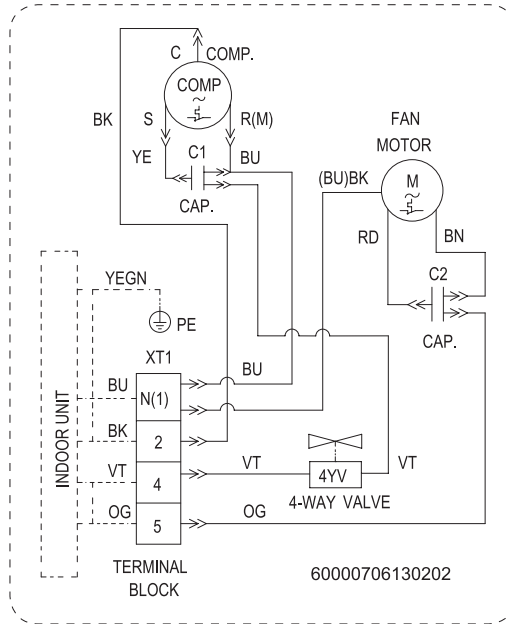 C COMP.
COMP
~
BK
S
R(M)
YE
C1
BU
CAP.
FAN
MOTOR
(BU)BK
M
~
RD
BN
C2
CAP.
YEGN
PE
XT1
BU
BU
N(1)
BK
2
VT
4
VT
4YV
VT
4-WAY VALVE
OG
5
OG
INDOOR UNIT
TERMINAL
BLOCK
60000706130202